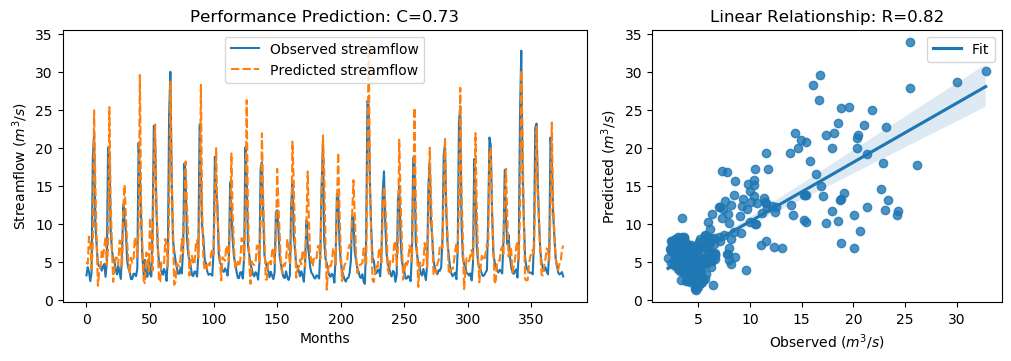 Performance Prediction: C=0.73
Observed streamflow
Predicted streamflow
Streamflow (m³/s)
35
30
25
20
15
10
5
0
0 50 100 150 200 250 300 350
Months
Linear Relationship: R=0.82
Fit
Predicted (m³/s)
35
30
25
20
15
10
5
0
5 10 15 20 25 30
Observed (m³/s)